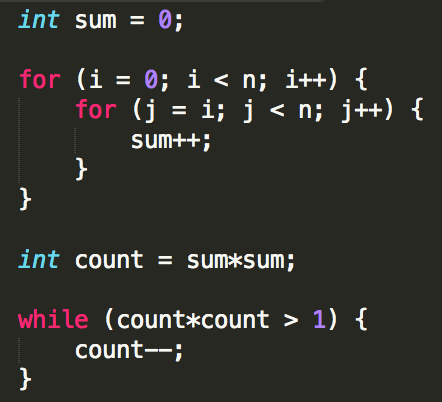 int sum = 0;
for (i = 0; i < n; i++) {
    for (j = i; j < n; j++) {
        sum++;
    }
}
int count = sum*sum;
while (count*count > 1) {
    count--;
}